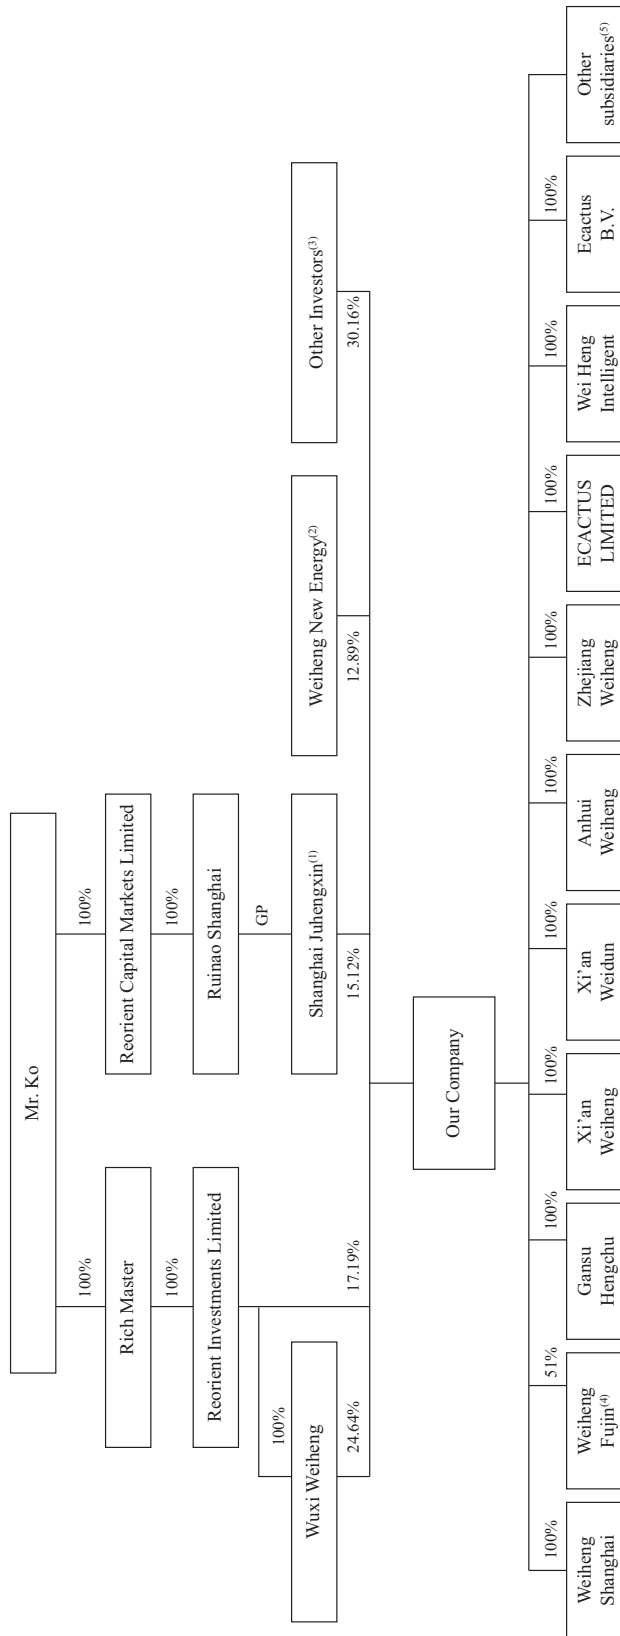 Mr. Ko
100%
100%
Rich Master
Reorient Capital Markets Limited
100%
100%
Reorient Investments Limited
Ruinao Shanghai
100%
GP
Wuxi Weiheng
Shanghai Juhengxin(1)
Weiheng New Energy(2)
Other Investors(3)
24.64%
17.19%
15.12%
12.89%
30.16%
Our Company
100%
51%
100%
100%
100%
100%
100%
100%
100%
100%
Weiheng
Shanghai
Weiheng
Fujin(4)
Gansu
Hengchu
Xi'an
Weiheng
Xi'an
Weidun
Anhui
Weiheng
Zhejiang
Weiheng
ECACTUS
LIMITED
Wei Heng
Intelligent
Ecactus
B.V.
Other
subsidiaries(5)